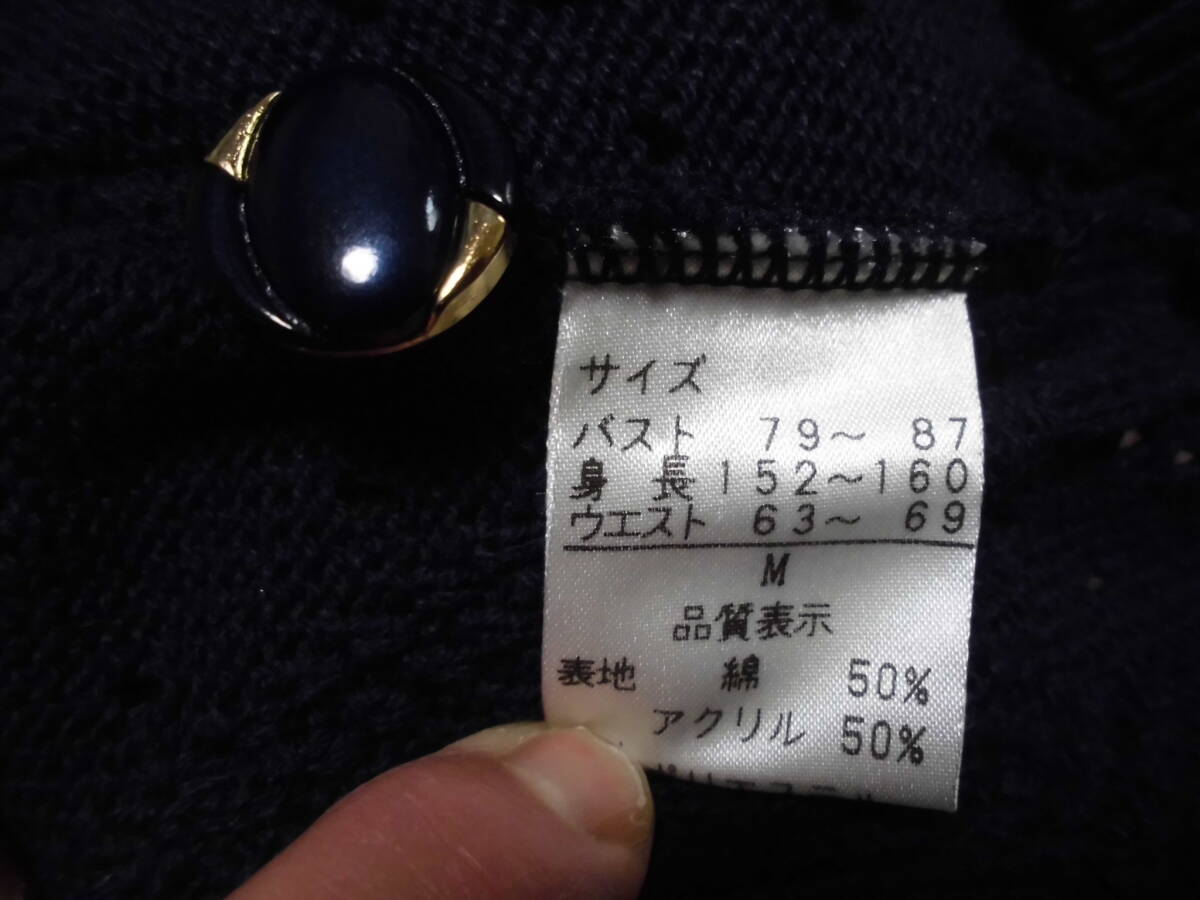 サイズ
バスト 79～ 87
身 長 152～160
ウエスト 63～ 69
M
品質表示
表地 綿 50%
アクリル 50%